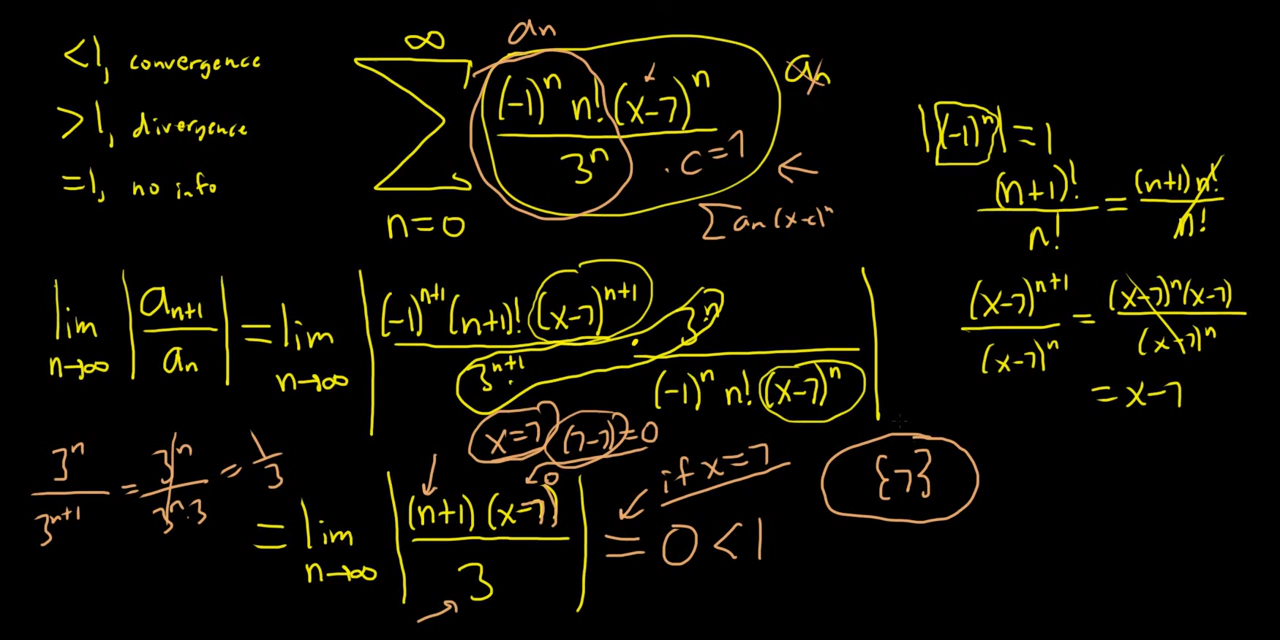 <1, convergence
>1, divergence
=1, no info
∞
∑
n=0
an
(-1)^n n! (x-7)^n
3^n
. c=7 ←
an
∑ an (x-c)^n
|(-1)^n| = 1
(n+1)! / n! = (n+1) n! / n!
(x-7)^{n+1} / (x-7)^n = (x-7)^n (x-7) / (x-7)^n
= x-7
lim n→∞ |a_{n+1} / a_n| = lim n→∞ |(-1)^{n+1} (n+1)! (x-7)^{n+1} / 3^{n+1} · 3^n / (-1)^n n! (x-7)^n|
x=7 (7-7)=0
3^n / 3^{n+1} = 3^n / 3^n·3 = 1/3
= lim n→∞ |(n+1) (x-7) / 3| = 0 < 1
0
if x=7
{7}